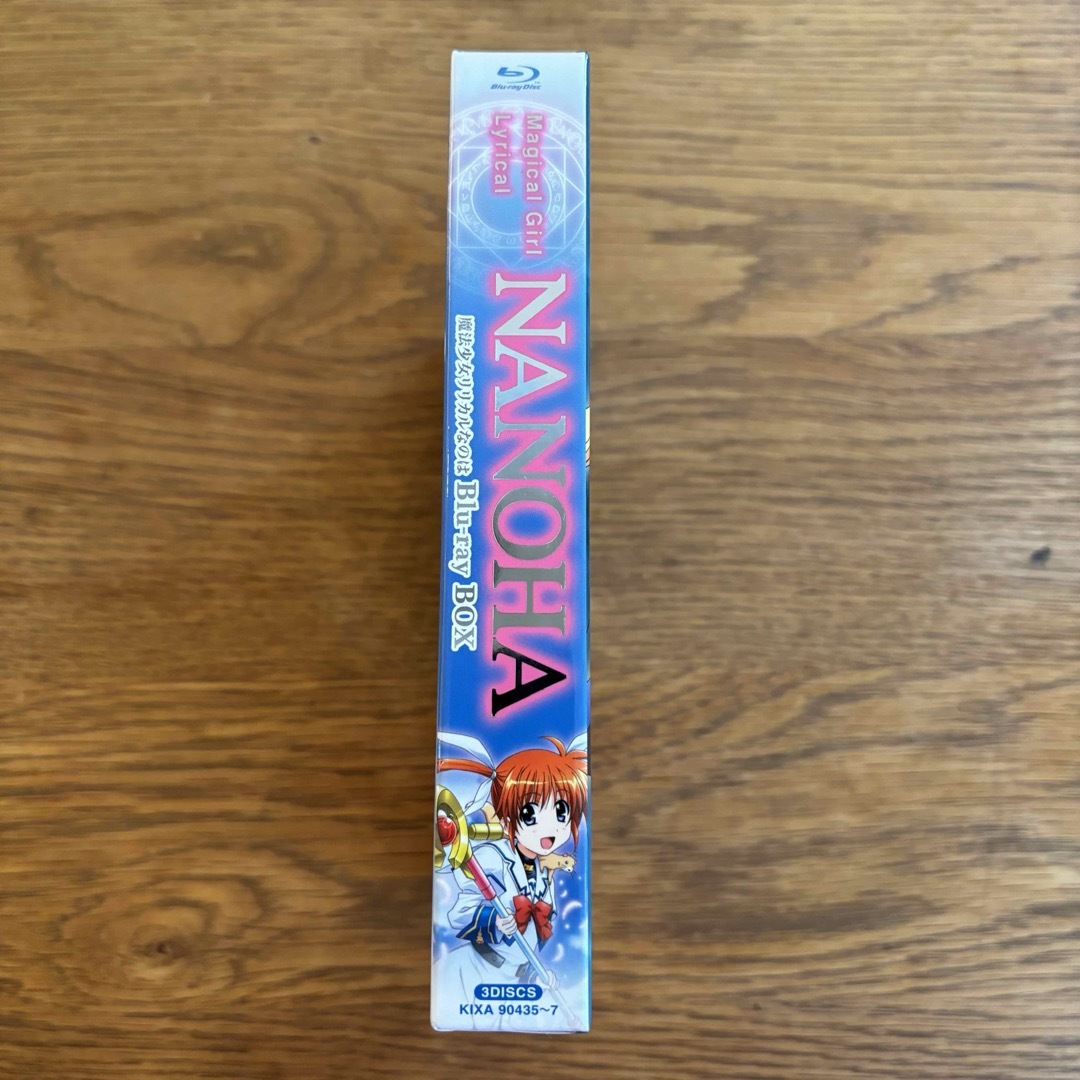 Blu-ray Disc
Magical Girl
Lyrical
NANOHA
魔法少女リリカルなのは Blu-ray BOX
3DISCS
KIXA 90435～7